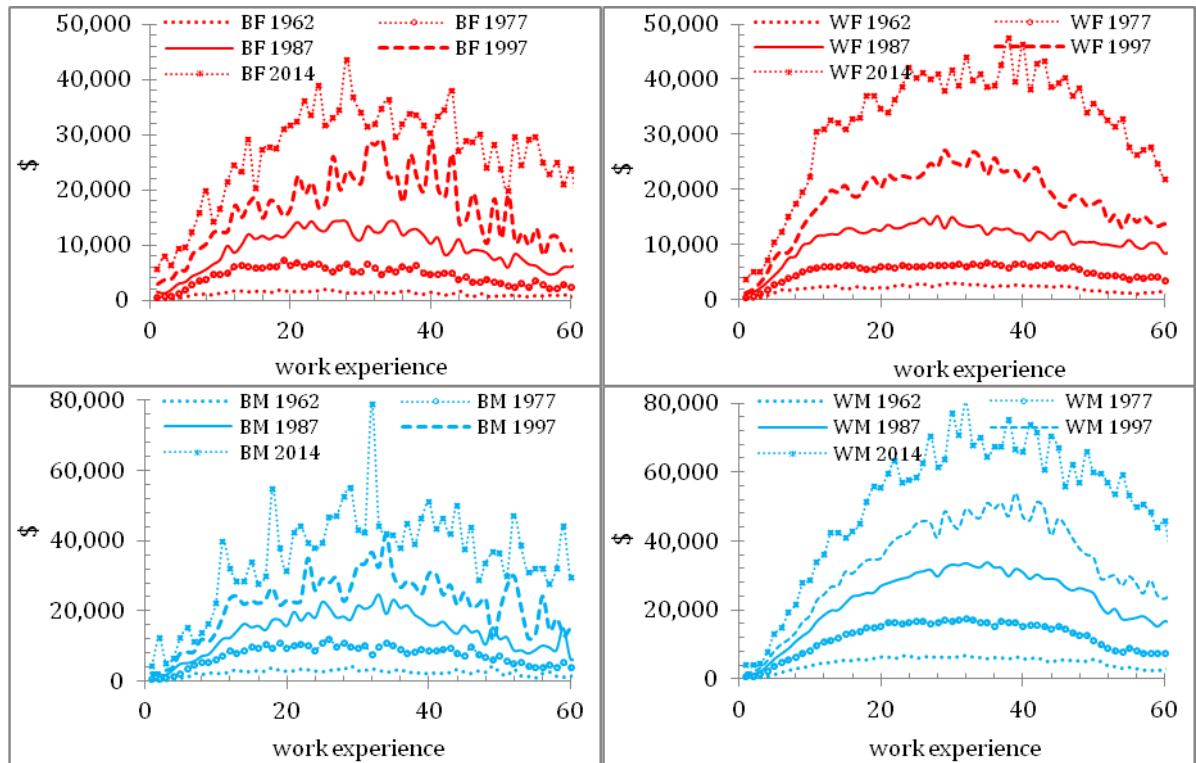 50,000
40,000
30,000
20,000
10,000
0
$
BF 1962
BF 1977
BF 1987
BF 1997
BF 2014
0
20
40
60
work experience
50,000
40,000
30,000
20,000
10,000
0
$
WF 1962
WF 1977
WF 1987
WF 1997
WF 2014
0
20
40
60
work experience
80,000
60,000
40,000
20,000
0
$
BM 1962
BM 1977
BM 1987
BM 1997
BM 2014
0
20
40
60
work experience
80,000
60,000
40,000
20,000
0
$
WM 1962
WM 1977
WM 1987
WM 1997
WM 2014
0
20
40
60
work experience